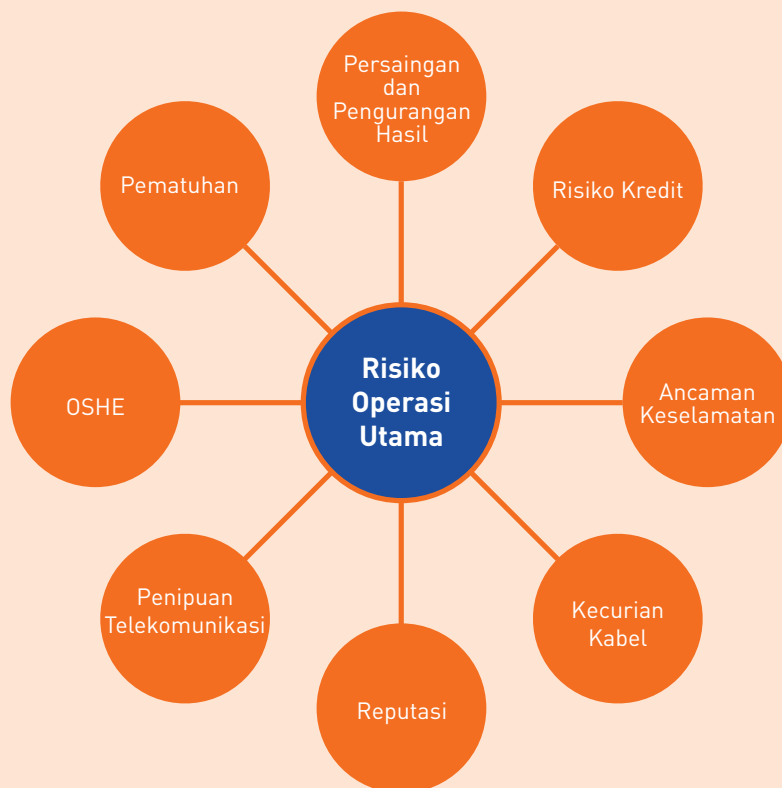 Persaingan
dan
Pengurangan
Hasil
Pematuhan
Risiko Kredit
Risiko
Operasi
Utama
OSHE
Ancaman
Keselamatan
Penipuan
Telekomunikasi
Kecurian
Kabel
Reputasi